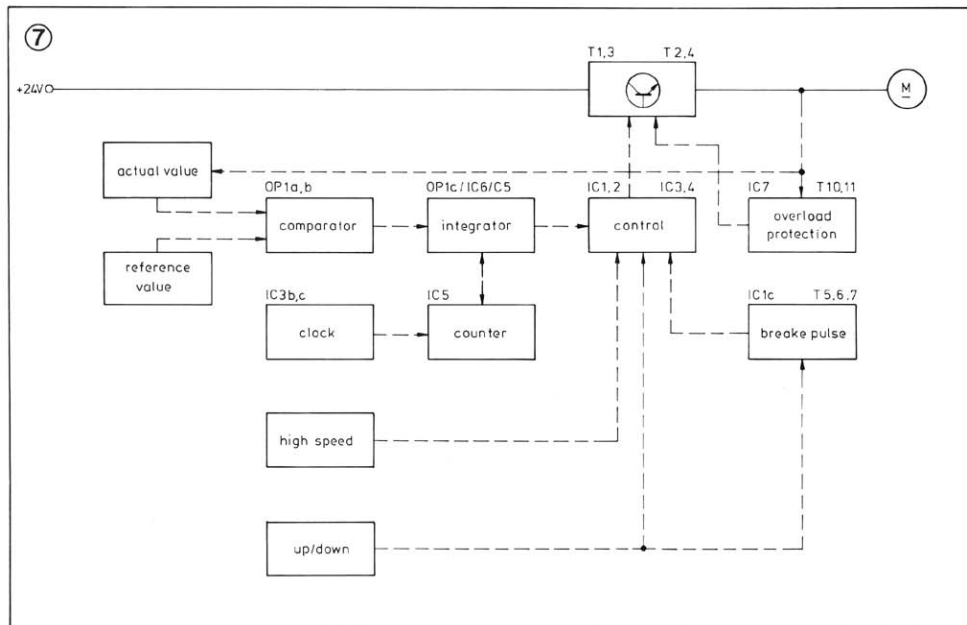 7
T1,3 T2,4
+24V
M
actual value
OP1a,b
OP1c/IC6/C5
IC1,2 IC3,4
IC7 T10,11
comparator
integrator
control
overload
protection
reference
value
IC3b,c
IC5
IC1c T5,6,7
clock
counter
breake pulse
high speed
up/down